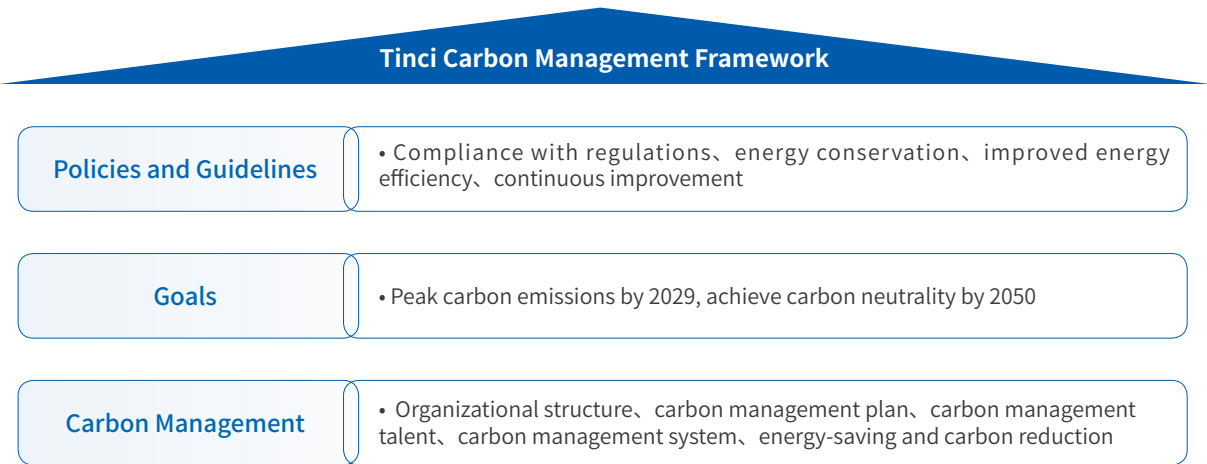 Tinci Carbon Management Framework
Policies and Guidelines
• Compliance with regulations、energy conservation、improved energy
efficiency、continuous improvement
Goals
• Peak carbon emissions by 2029, achieve carbon neutrality by 2050
Carbon Management
• Organizational structure、carbon management plan、carbon management
talent、carbon management system、energy-saving and carbon reduction